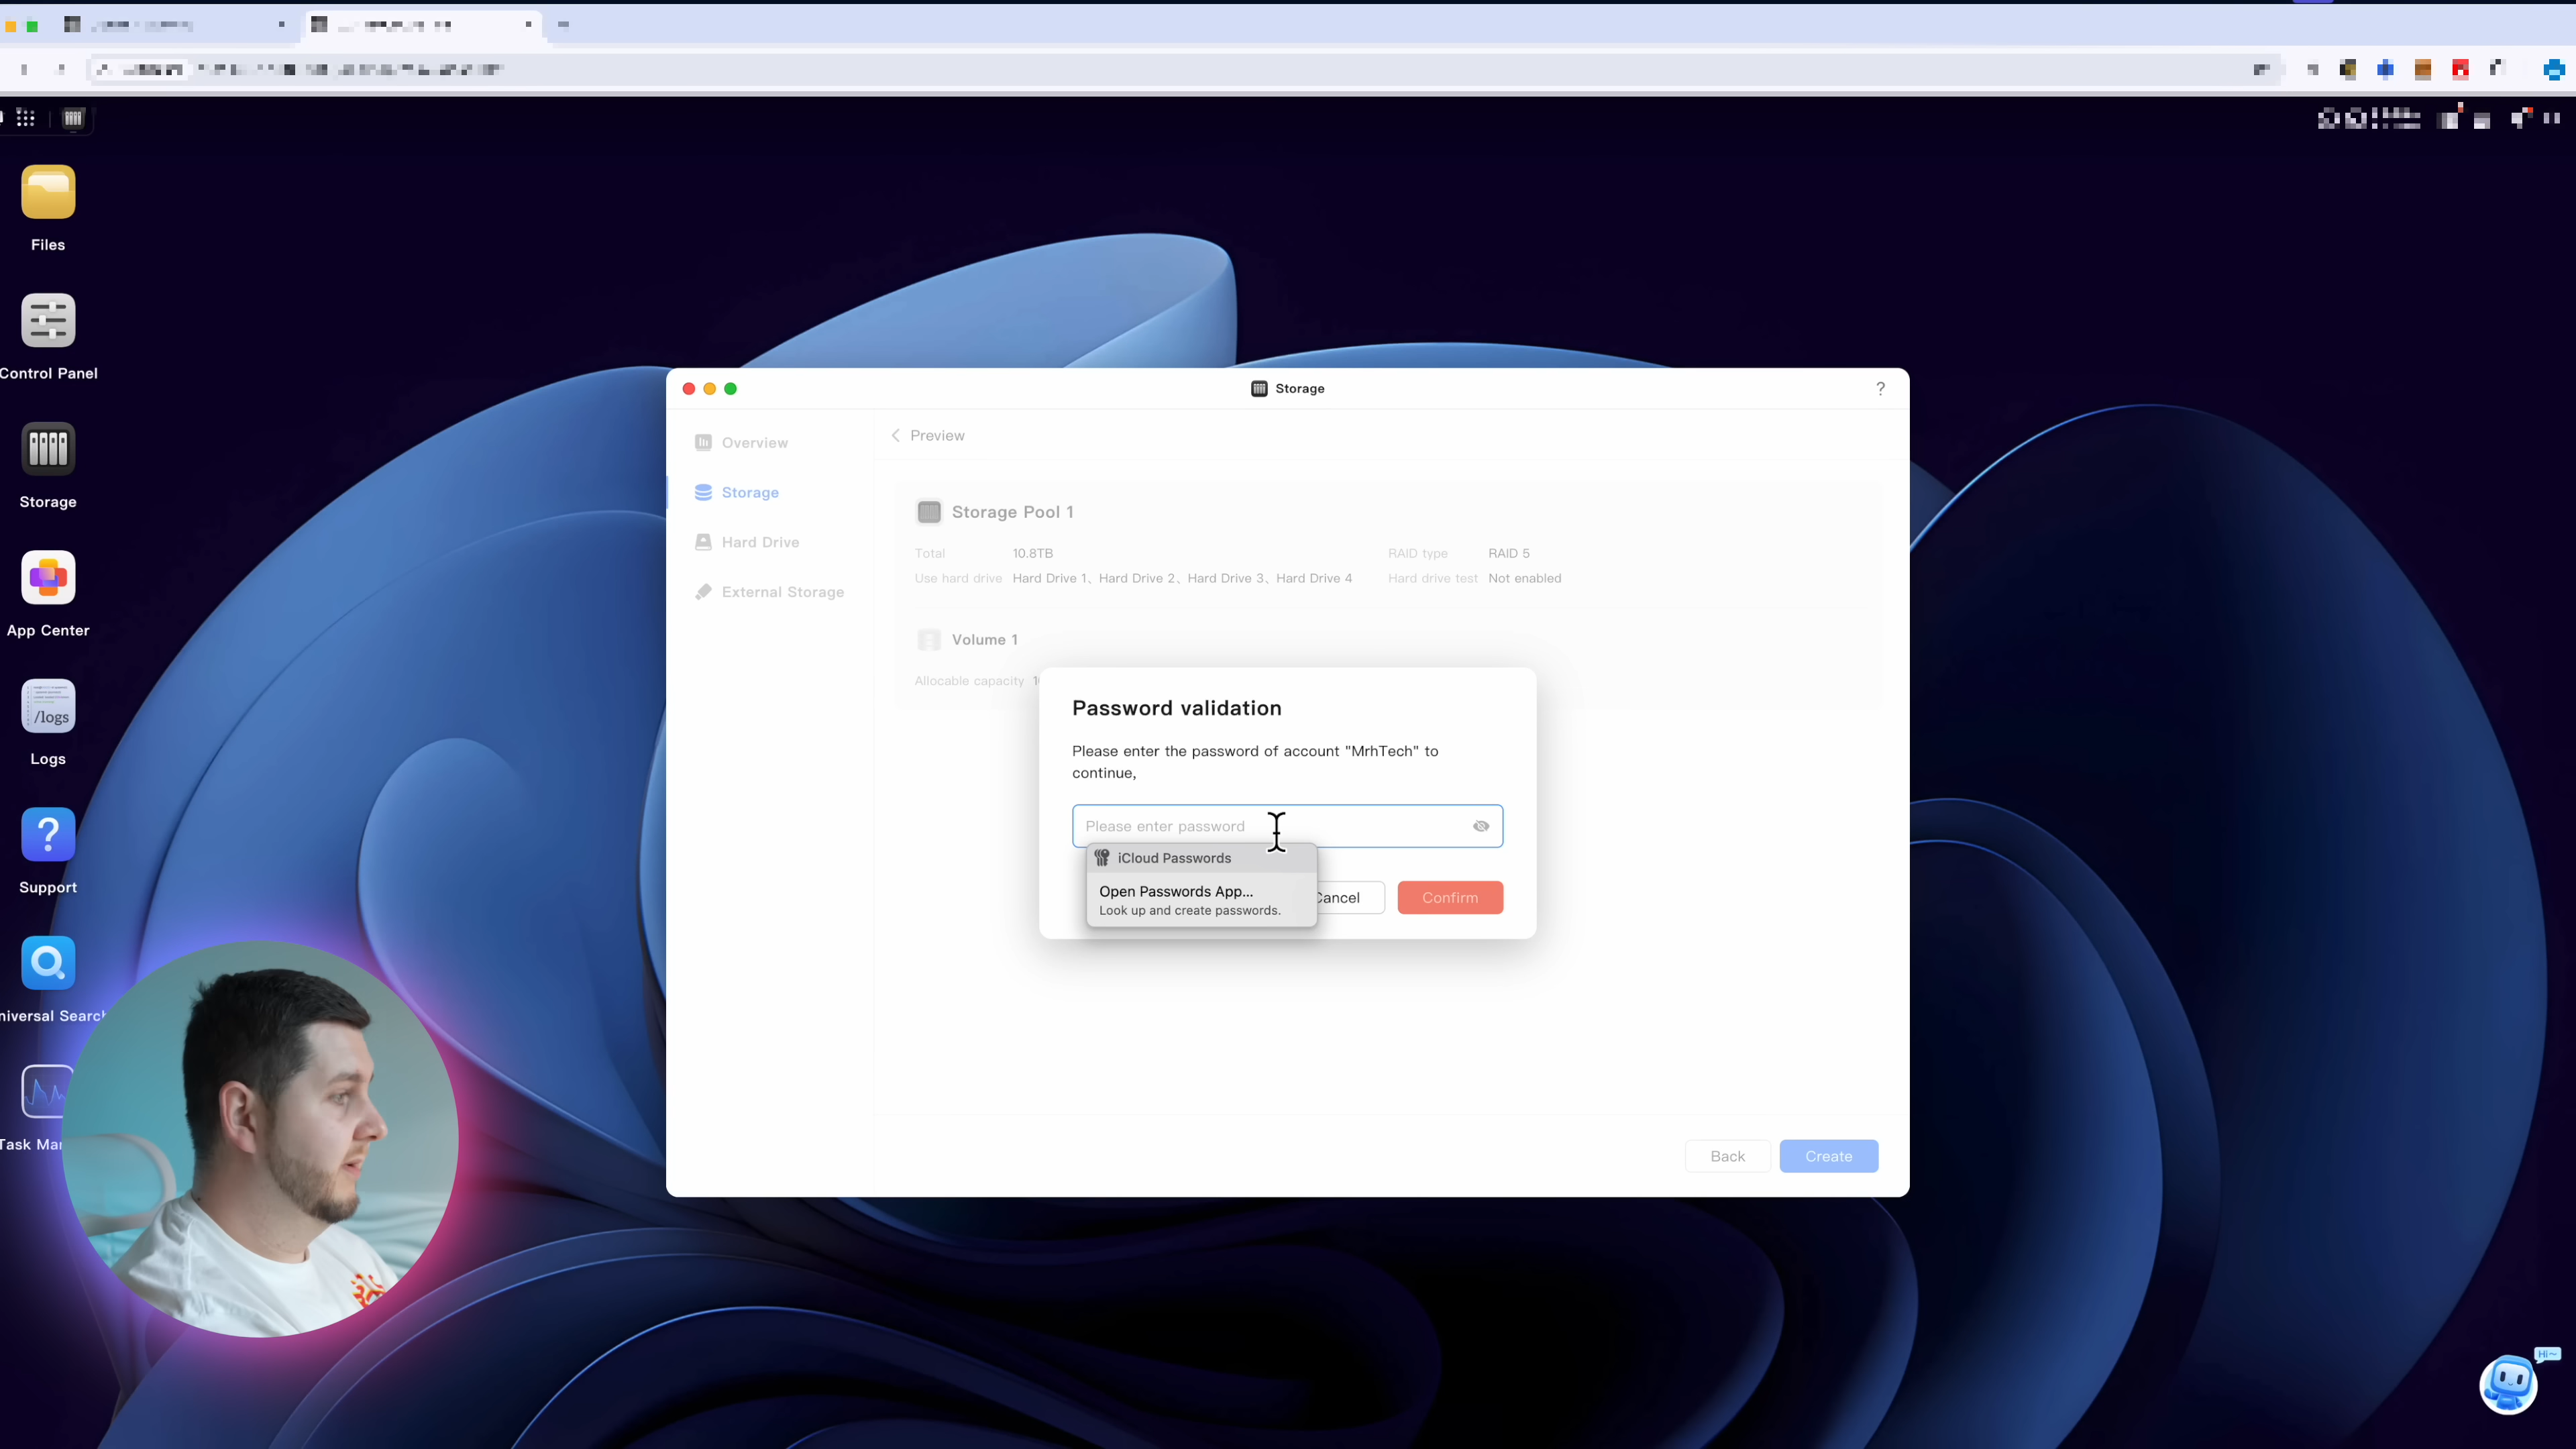 Files
Control Panel
Storage
App Center
/logs
Logs
Support
niversal Search
Task Ma
Storage
?
Overview
Storage
Hard Drive
External Storage
Preview
Storage Pool 1
Total 10.8TB RAID type RAID 5
Use hard drive Hard Drive 1、Hard Drive 2、Hard Drive 3、Hard Drive 4 Hard drive test Not enabled
Volume 1
Allocable capacity
Password validation
Please enter the password of account "MrhTech" to
continue,
Please enter password
iCloud Passwords
Open Passwords App...
Look up and create passwords.
Cancel
Confirm
Back
Create
Hi~